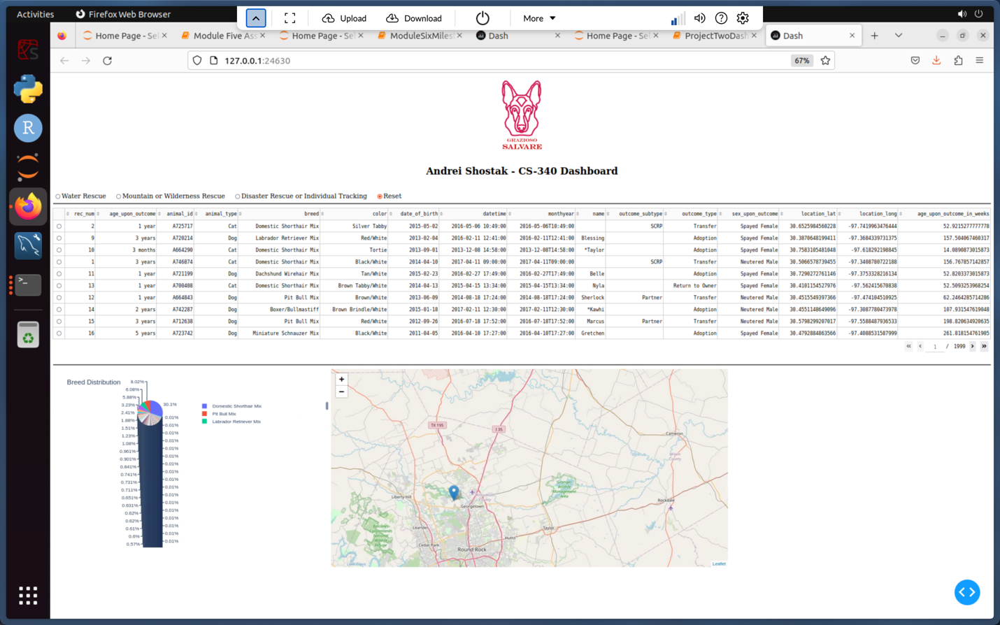 Activities Firefox Web Browser Upload Download More
Home Page - Sel Module Five Ass Home Page - Sel ModuleSixMilest Dash Home Page - Sel ProjectTwoDash Dash
127.0.0.1:24630 67%
GRAZIOSO
SALVARE
Andrei Shostak - CS-340 Dashboard
Water Rescue Mountain or Wilderness Rescue Disaster Rescue or Individual Tracking Reset
rec_num age_upon_outcome animal_id animal_type breed color date_of_birth datetime monthyear name outcome_subtype outcome_type sex_upon_outcome location_lat location_long age_upon_outcome_in_weeks
2 1 year A725717 Cat Domestic Shorthair Mix Silver Tabby 2015-05-02 2016-05-06 10:49:00 2016-05-06T10:49:00 SCRP Transfer Spayed Female 30.6525984560228 -97.7419963476444 52.9215277777778
9 3 years A720214 Dog Labrador Retriever Mix Red/White 2013-02-04 2016-02-11 12:41:00 2016-02-11T12:41:00 Blessing Adoption Spayed Female 30.3870648199411 -97.3684339731375 157.504067460317
10 3 months A664290 Cat Domestic Shorthair Mix Tortie 2013-09-01 2013-12-08 14:58:00 2013-12-08T14:58:00 *Taylor Adoption Spayed Female 30.7583105481048 -97.618292198845 14.0890873015873
1 3 years A746874 Cat Domestic Shorthair Mix Black/White 2014-04-10 2017-04-11 09:00:00 2017-04-11T09:00:00 SCRP Transfer Neutered Male 30.5066578739455 -97.3408780722188 156.767857142857
11 1 year A721199 Dog Dachshund Wirehair Mix Tan/White 2015-02-23 2016-02-27 17:49:00 2016-02-27T17:49:00 Belle Adoption Spayed Female 30.7290272761146 -97.3753328216134 52.8203373015873
13 1 year A700408 Cat Domestic Shorthair Mix Brown Tabby/White 2014-04-13 2015-04-15 13:34:00 2015-04-15T13:34:00 Nyla Return to Owner Spayed Female 30.4101154527976 -97.562415670838 52.5093253968254
12 1 year A664843 Dog Pit Bull Mix Brown/White 2013-06-09 2014-08-18 17:24:00 2014-08-18T17:24:00 Sherlock Partner Transfer Neutered Male 30.4515549397366 -97.474104510925 62.2464285714286
14 2 years A742287 Dog Boxer/Bullmastiff Brown Brindle/White 2015-01-18 2017-02-11 12:30:00 2017-02-11T12:30:00 *Kawhi Adoption Neutered Male 30.4551148649096 -97.3087780473978 107.931547619048
15 3 years A712638 Dog Pit Bull Mix Red/White 2012-09-26 2016-07-18 17:52:00 2016-07-18T17:52:00 Marcus Partner Transfer Neutered Male 30.5798299207017 -97.5588487936533 198.820634920635
16 5 years A723742 Dog Miniature Schnauzer Mix Black/White 2011-04-05 2016-04-10 17:27:00 2016-04-10T17:27:00 Gretchen Adoption Spayed Female 30.4792884863566 -97.4088531587999 261.818154761905
1 / 1999
Breed Distribution
8.02%
6.08%
5.88%
3.23% 30.1%
2.41%
1.88% 0.01%
1.51% 0.01%
1.23% 0.01%
1.08% 0.01%
0.961% 0.01%
0.901% 0.01%
0.841% 0.01%
0.741% 0.01%
0.731% 0.01%
0.711% 0.01%
0.651% 0.01%
0.631% 0.01%
0.62% 0.01%
0.62% 0.01%
0.61% 0.01%
0.6% 0.01%
0.57% 0.01%
Domestic Shorthair Mix
Pit Bull Mix
Labrador Retriever Mix
+
−
TX 195
I 35
Cameron
Granger
Wildlife
Management
Area
Liberty Hill
Georgetown
Rockdale
Leander
Taylor
Balcones
Canyonlands
National
Wildlife
Refuge
Hutto
Cedar Park
Round Rock
Leaflet